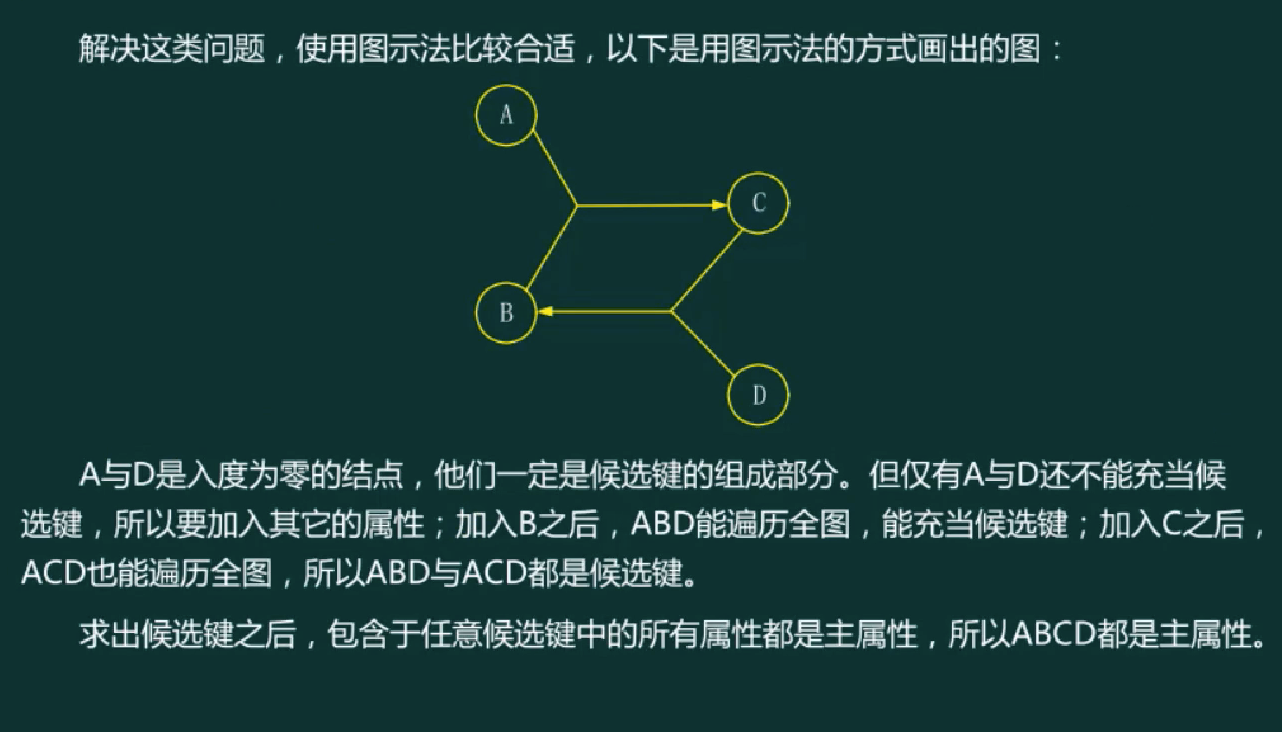 解决这类问题，使用图示法比较合适，以下是用图示法的方式画出的图：
A
C
B
D
A与D是入度为零的结点，他们一定是候选键的组成部分。但仅有A与D还不能充当候
选键，所以要加入其它的属性；加入B之后，ABD能遍历全图，能充当候选键；加入C之后，
ACD也能遍历全图，所以ABD与ACD都是候选键。
求出候选键之后，包含于任意候选键中的所有属性都是主属性，所以ABCD都是主属性。